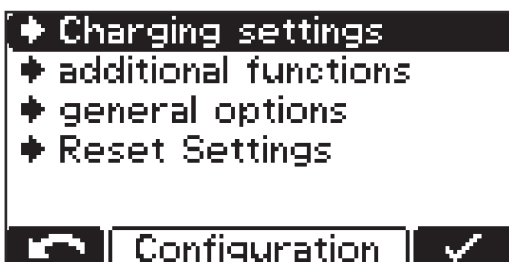 Charging settings
additional functions
general options
Reset Settings
Configuration